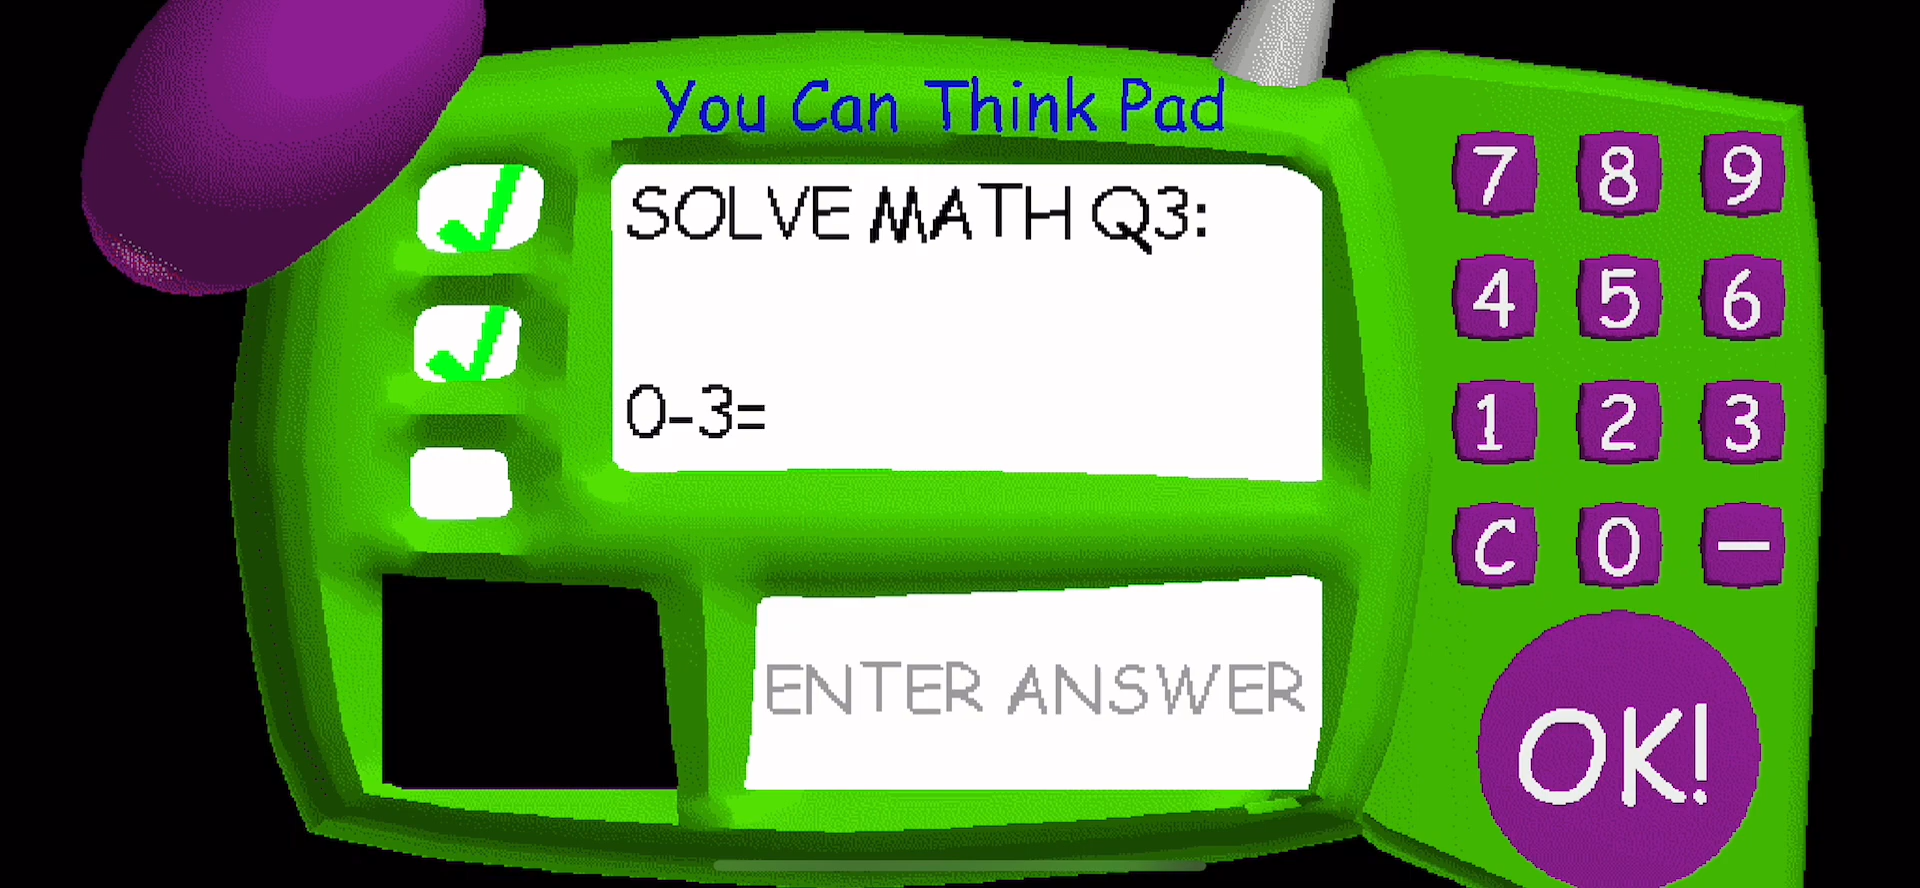 You Can Think Pad
SOLVE MATH Q3:
0-3=
ENTER ANSWER
7 8 9
4 5 6
1 2 3
C 0 −
OK!